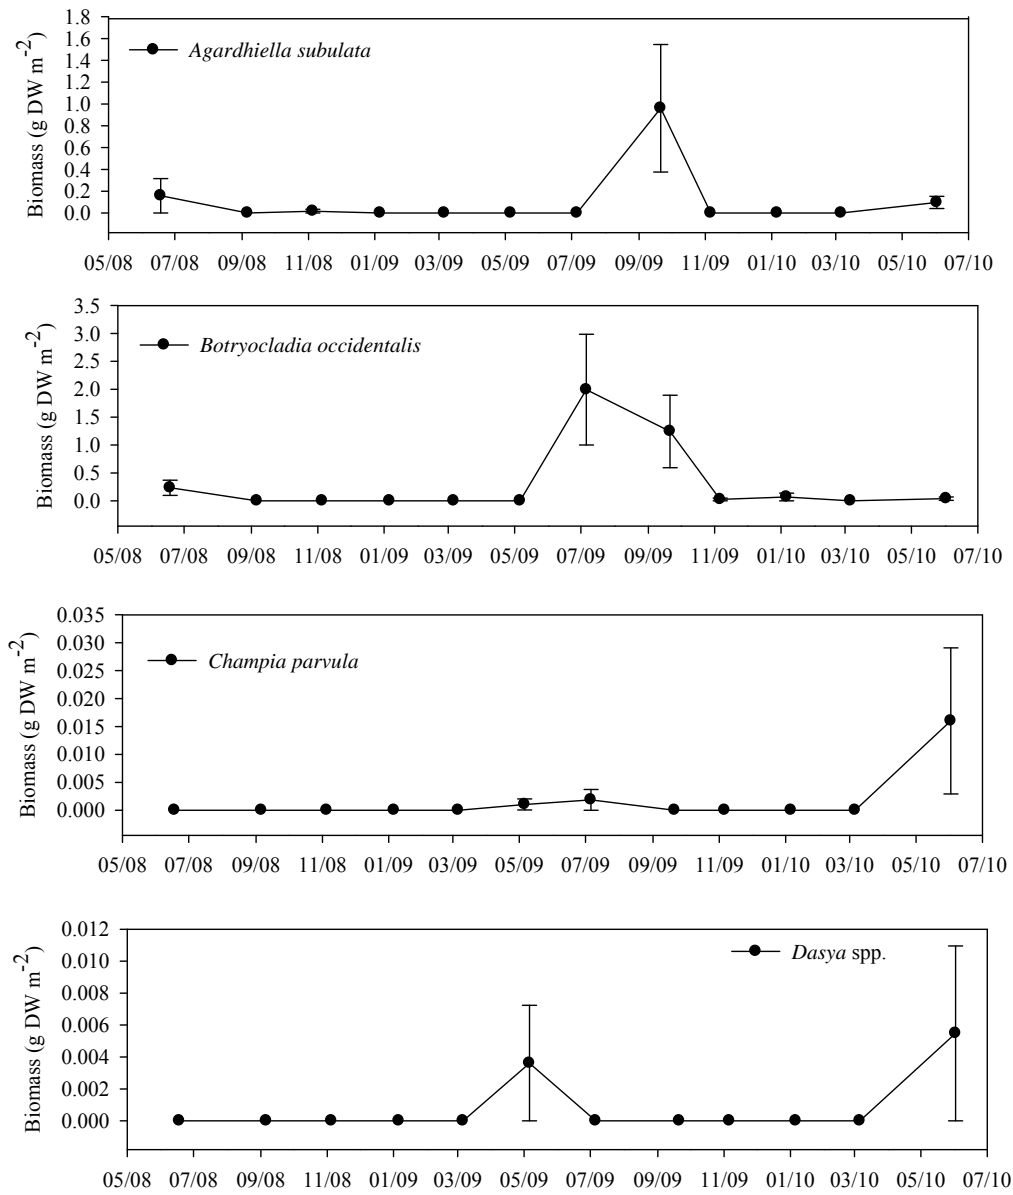 1.8
1.6
1.4
1.2
1.0
0.8
0.6
0.4
0.2
0.0
Biomass (g DW m-2)
Agardhiella subulata
05/08 07/08 09/08 11/08 01/09 03/09 05/09 07/09 09/09 11/09 01/10 03/10 05/10 07/10
3.5
3.0
2.5
2.0
1.5
1.0
0.5
0.0
Biomass (g DW m-2)
Botryocladia occidentalis
05/08 07/08 09/08 11/08 01/09 03/09 05/09 07/09 09/09 11/09 01/10 03/10 05/10 07/10
0.035
0.030
0.025
0.020
0.015
0.010
0.005
0.000
Biomass (g DW m-2)
Champia parvula
05/08 07/08 09/08 11/08 01/09 03/09 05/09 07/09 09/09 11/09 01/10 03/10 05/10 07/10
0.012
0.010
0.008
0.006
0.004
0.002
0.000
Biomass (g DW m-2)
Dasya spp.
05/08 07/08 09/08 11/08 01/09 03/09 05/09 07/09 09/09 11/09 01/10 03/10 05/10 07/10